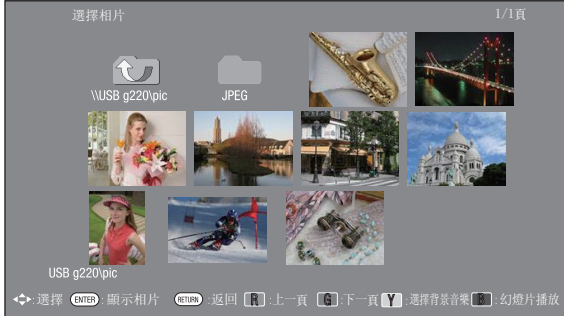 選擇相片 1/1頁
\\USB g220\pic JPEG
USB g220\pic
:選擇 ENTER :顯示相片 RETURN :返回 R :上一頁 G :下一頁 Y :選擇背景音樂 B :幻燈片播放